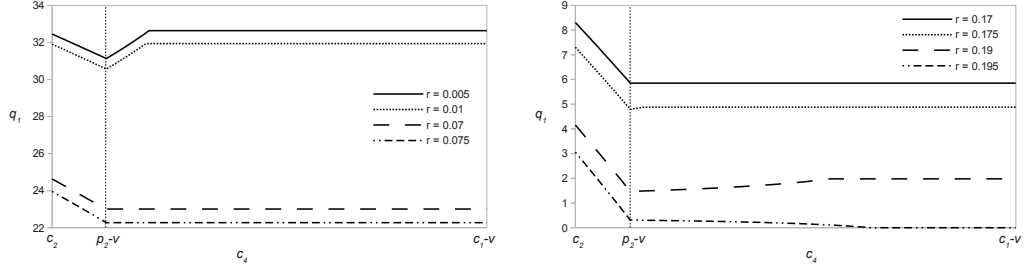 34
32
30
28
26
24
22
q1
r = 0.005
r = 0.01
r = 0.07
r = 0.075
c2
p2-v
c1-v
c4
9
8
7
6
5
4
3
2
1
0
q1
r = 0.17
r = 0.175
r = 0.19
r = 0.195
c2
p2-v
c1-v
c4